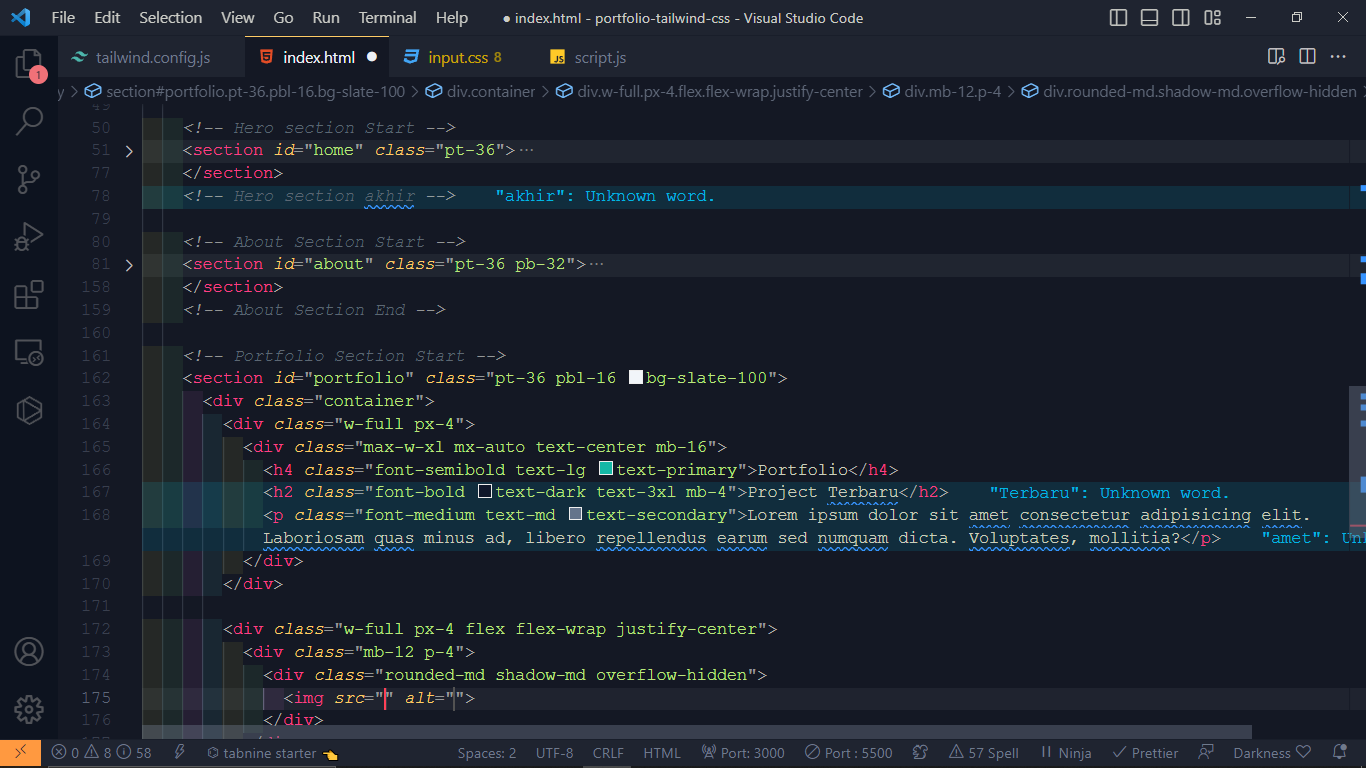 File Edit Selection View Go Run Terminal Help ● index.html - portfolio-tailwind-css - Visual Studio Code
tailwind.config.js index.html ● input.css 8 script.js
1
y > section#portfolio.pt-36.pbl-16.bg-slate-100 > div.container > div.w-full.px-4.flex.flex-wrap.justify-center > div.mb-12.p-4 > div.rounded-md.shadow-md.overflow-hidden >
49
50 <!-- Hero section Start -->
51 > <section id="home" class="pt-36"> ···
77 </section>
78 <!-- Hero section akhir --> "akhir": Unknown word.
79
80 <!-- About Section Start -->
81 > <section id="about" class="pt-36 pb-32"> ···
158 </section>
159 <!-- About Section End -->
160
161 <!-- Portfolio Section Start -->
162 <section id="portfolio" class="pt-36 pbl-16 bg-slate-100">
163 <div class="container">
164 <div class="w-full px-4">
165 <div class="max-w-xl mx-auto text-center mb-16">
166 <h4 class="font-semibold text-lg text-primary">Portfolio</h4>
167 <h2 class="font-bold text-dark text-3xl mb-4">Project Terbaru</h2> "Terbaru": Unknown word.
168 <p class="font-medium text-md text-secondary">Lorem ipsum dolor sit amet consectetur adipisicing elit.
Laboriosam quas minus ad, libero repellendus earum sed numquam dicta. Voluptates, mollitia?</p> "amet": Un
169 </div>
170 </div>
171
172 <div class="w-full px-4 flex flex-wrap justify-center">
173 <div class="mb-12 p-4">
174 <div class="rounded-md shadow-md overflow-hidden">
175 <img src="" alt="">
176 </div>
0 8 58 tabnine starter Spaces: 2 UTF-8 CRLF HTML Port: 3000 Port : 5500 57 Spell Ninja Prettier Darkness